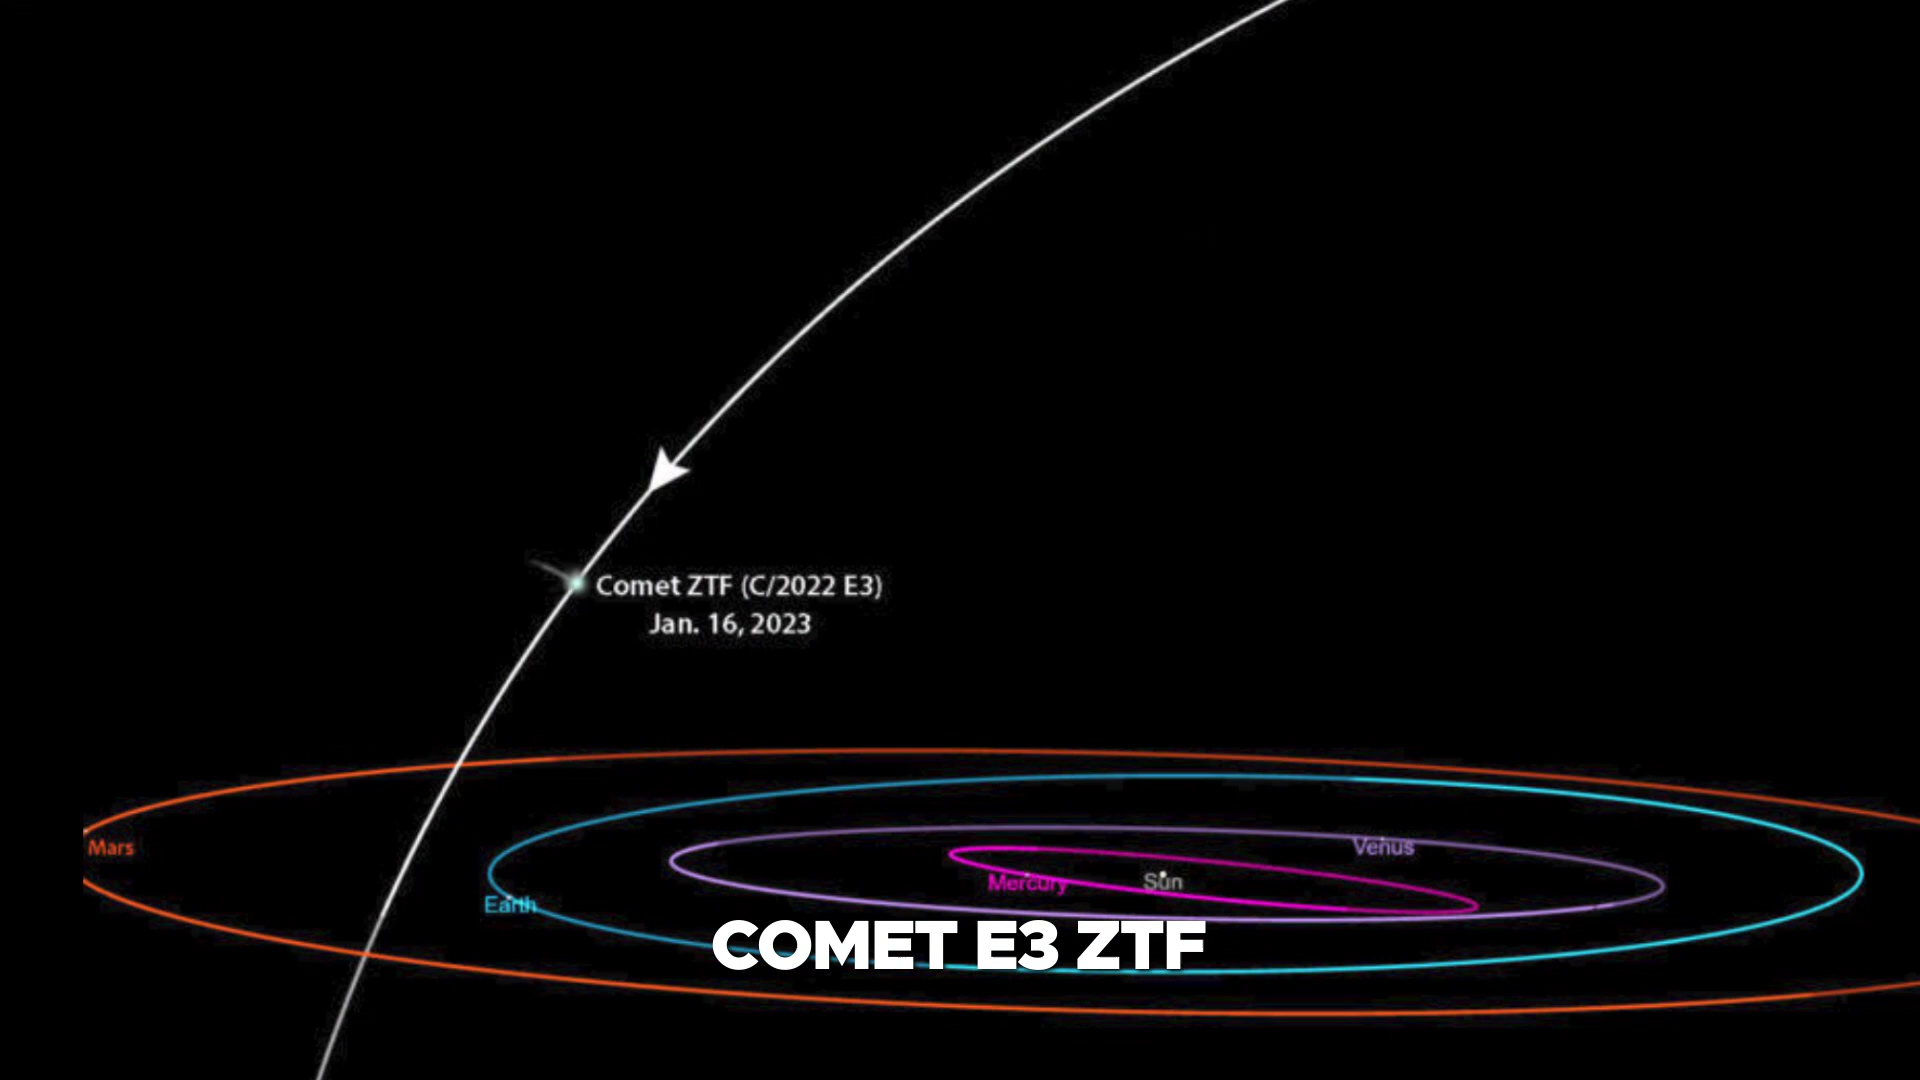 Comet ZTF (C/2022 E3)
Jan. 16, 2023
Mars
Venus
Mercury
Sun
Earth
COMET E3 ZTF